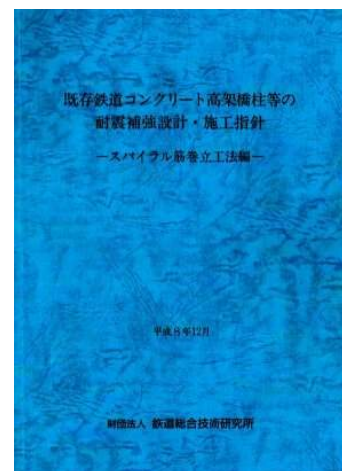 既存鉄道コンクリート高架橋柱等の
耐震補強設計・施工指針
―スパイラル筋巻立工法編―
平成8年12月
財団法人 鉄道総合技術研究所